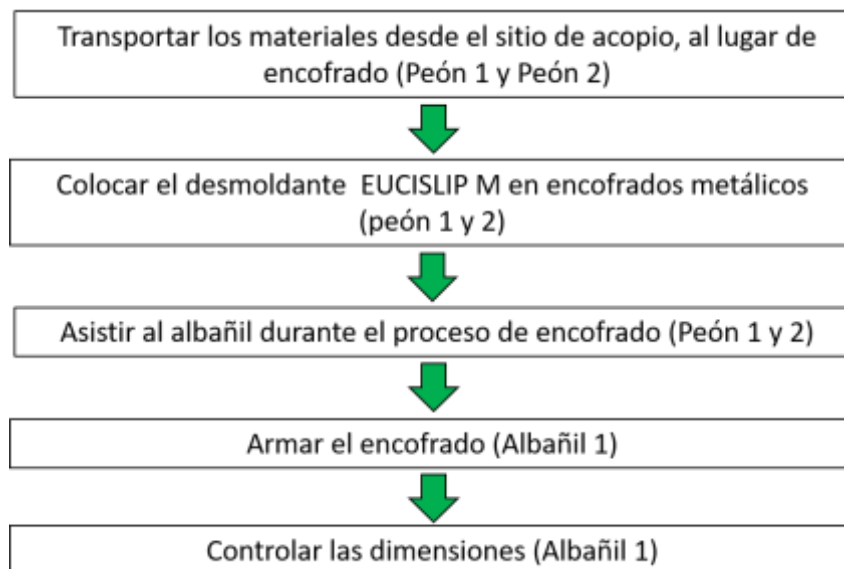 Transportar los materiales desde el sitio de acopio, al lugar de
encofrado (Peón 1 y Peón 2)
Colocar el desmoldante  EUCISLIP M en encofrados metálicos
(peón 1 y 2)
Asistir al albañil durante el proceso de encofrado (Peón 1 y 2)
Armar el encofrado (Albañil 1)
Controlar las dimensiones (Albañil 1)